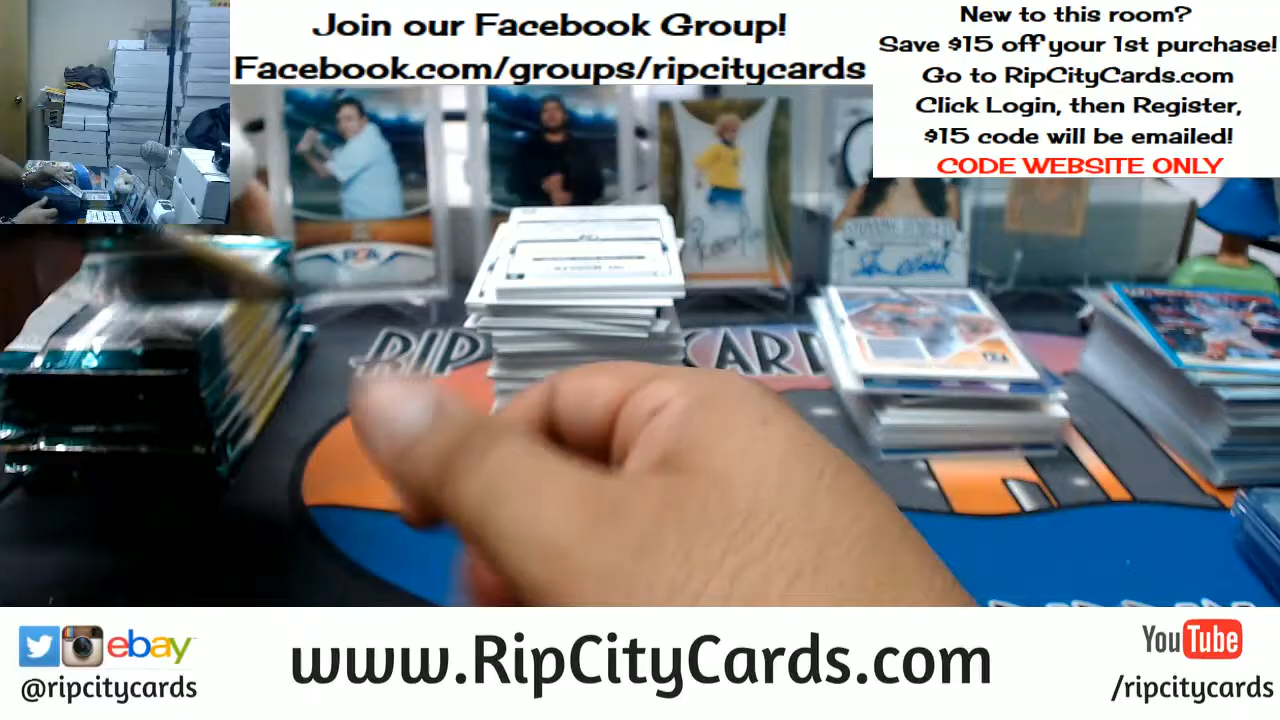 Join our Facebook Group!
Facebook.com/groups/ripcitycards
New to this room?
Save $15 off your 1st purchase!
Go to RipCityCards.com
Click Login, then Register,
$15 code will be emailed!
CODE WEBSITE ONLY
RIP CARD
ebay
@ripcitycards
www.RipCityCards.com
YouTube
/ripcitycards